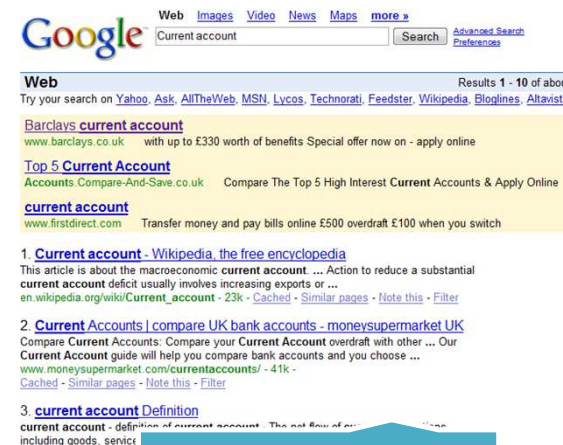 Web Images Video News Maps more »
Google Current account Search Advanced Search
Preferences
Web Results 1 - 10 of abou
Try your search on Yahoo, Ask, AllTheWeb, MSN, Lycos, Technorati, Feedster, Wikipedia, Bloglines, Altavist
Barclays current account
www.barclays.co.uk with up to £330 worth of benefits Special offer now on - apply online
Top 5 Current Account
Accounts.Compare-And-Save.co.uk Compare The Top 5 High Interest Current Accounts & Apply Online
current account
www.firstdirect.com Transfer money and pay bills online £500 overdraft £100 when you switch
1. Current account - Wikipedia, the free encyclopedia
This article is about the macroeconomic current account. ... Action to reduce a substantial
current account deficit usually involves increasing exports or ...
en.wikipedia.org/wiki/Current_account - 23k - Cached - Similar pages - Note this - Filter
2. Current Accounts | compare UK bank accounts - moneysupermarket UK
Compare Current Accounts: Compare your Current Account overdraft with other ... Our
Current Account guide will help you compare bank accounts and you choose ...
www.moneysupermarket.com/currentaccounts/ - 41k -
Cached - Similar pages - Note this - Filter
3. current account Definition
current account - definition of current account - The net flow of
including goods, service